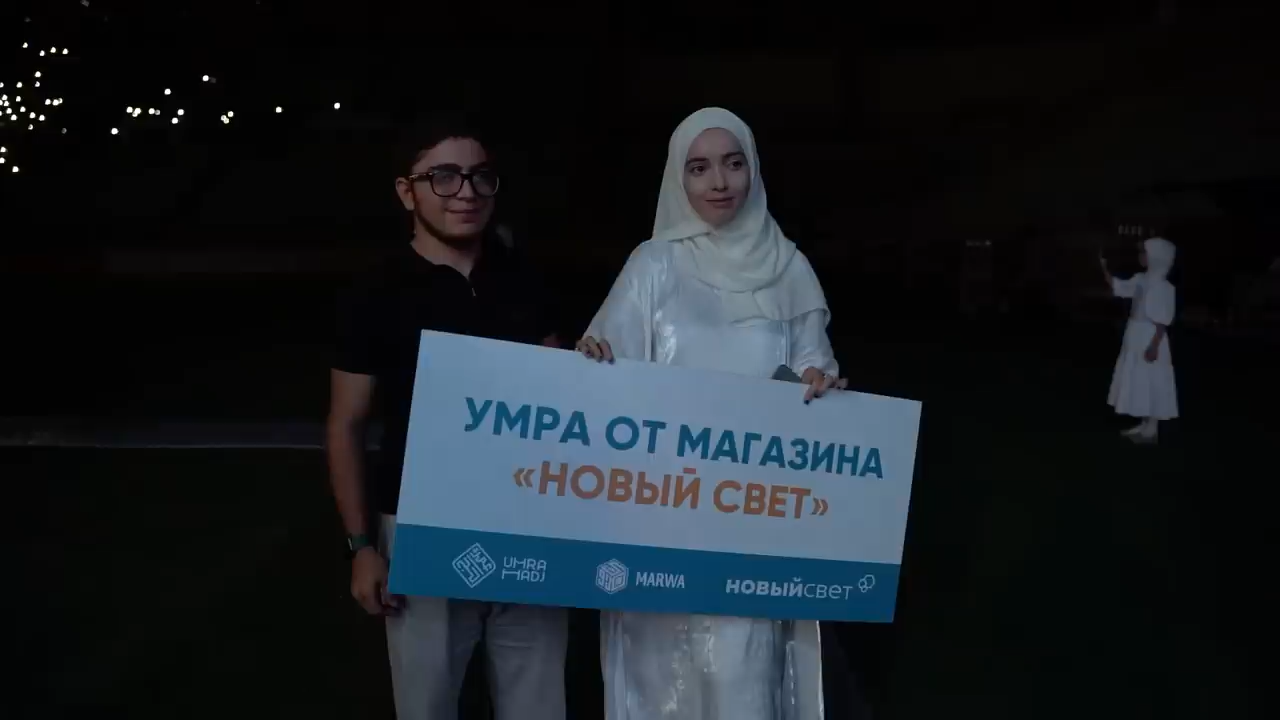 УМРА ОТ МАГАЗИНА
«НОВЫЙ СВЕТ»
UMRA
HADJ
MARWA
НОВЫЙСВЕТ